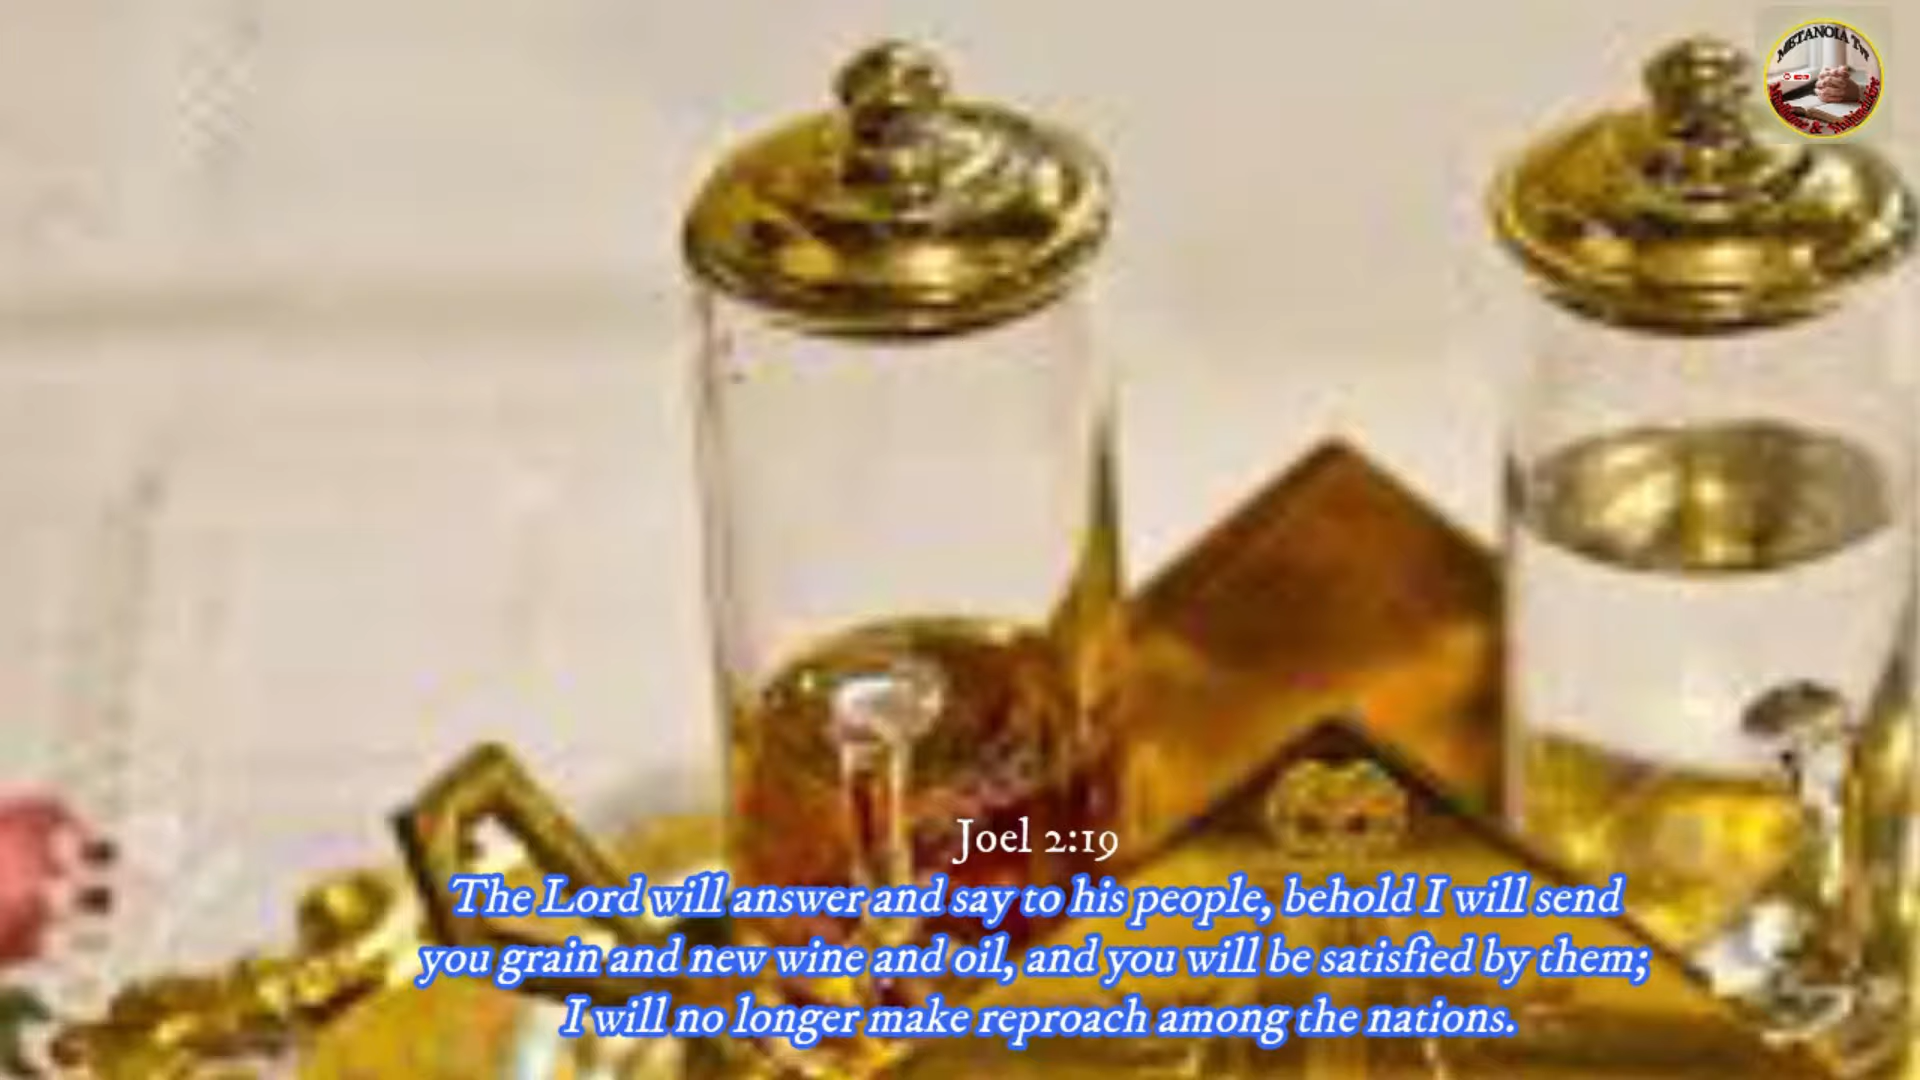 METANOIA Tv
Joel 2:19
The Lord will answer and say to his people, behold I will send
you grain and new wine and oil, and you will be satisfied by them;
I will no longer make reproach among the nations.